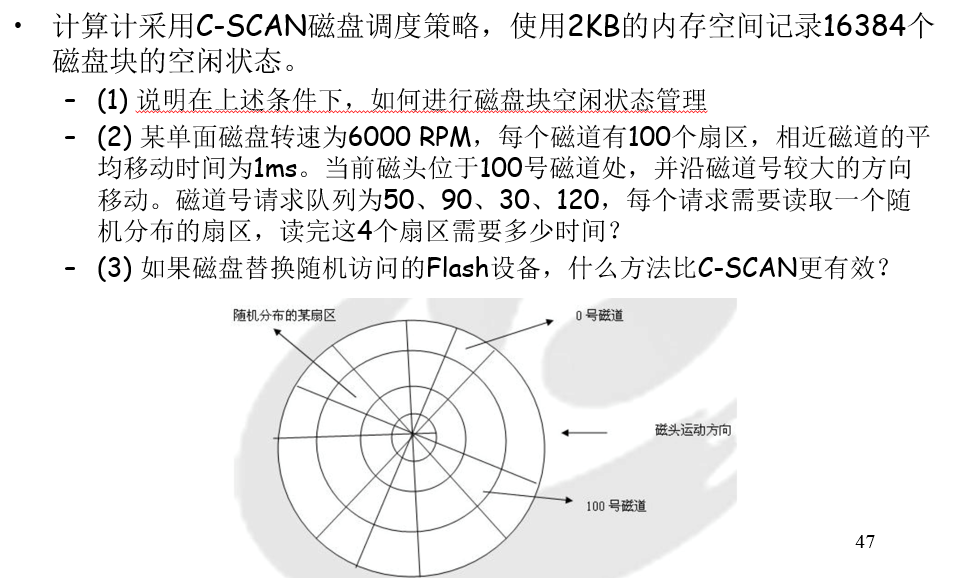 • 计算计采用C-SCAN磁盘调度策略，使用2KB的内存空间记录16384个
磁盘块的空闲状态。
– (1) 说明在上述条件下，如何进行磁盘块空闲状态管理
– (2) 某单面磁盘转速为6000 RPM，每个磁道有100个扇区，相近磁道的平
均移动时间为1ms。当前磁头位于100号磁道处，并沿磁道号较大的方向
移动。磁道号请求队列为50、90、30、120，每个请求需要读取一个随
机分布的扇区，读完这4个扇区需要多少时间？
– (3) 如果磁盘替换随机访问的Flash设备，什么方法比C-SCAN更有效？
随机分布的某扇区
0 号磁道
磁头运动方向
100 号磁道
47